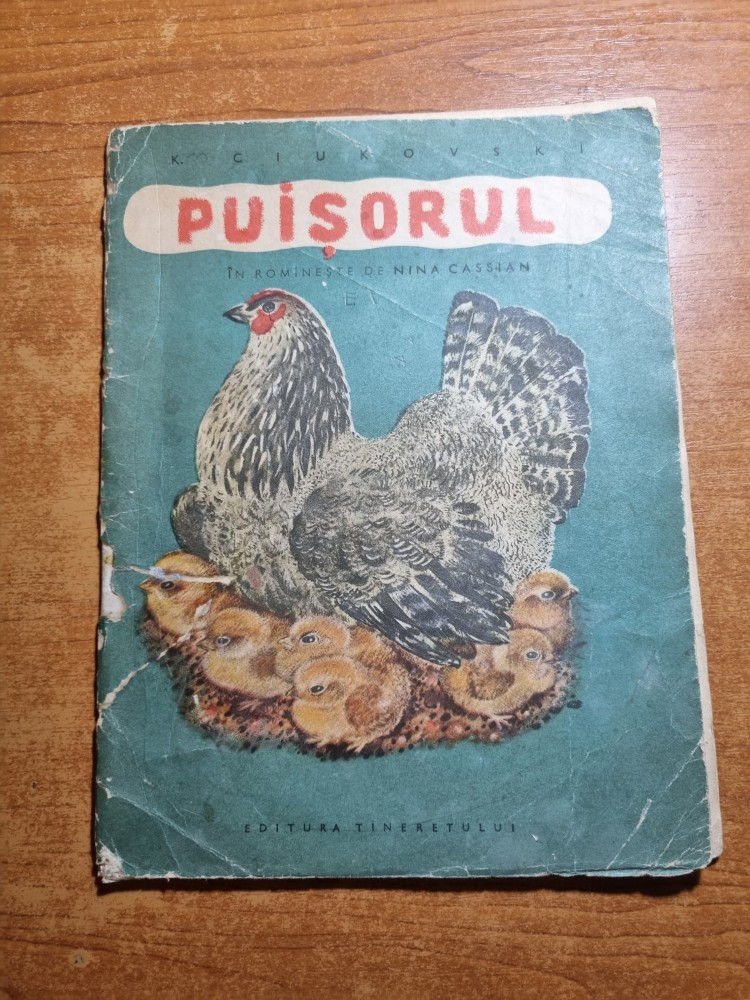 K. CIUKOVSKI
PUIȘORUL
ÎN ROMÎNEȘTE DE NINA CASSIAN
EDITURA TINERETULUI